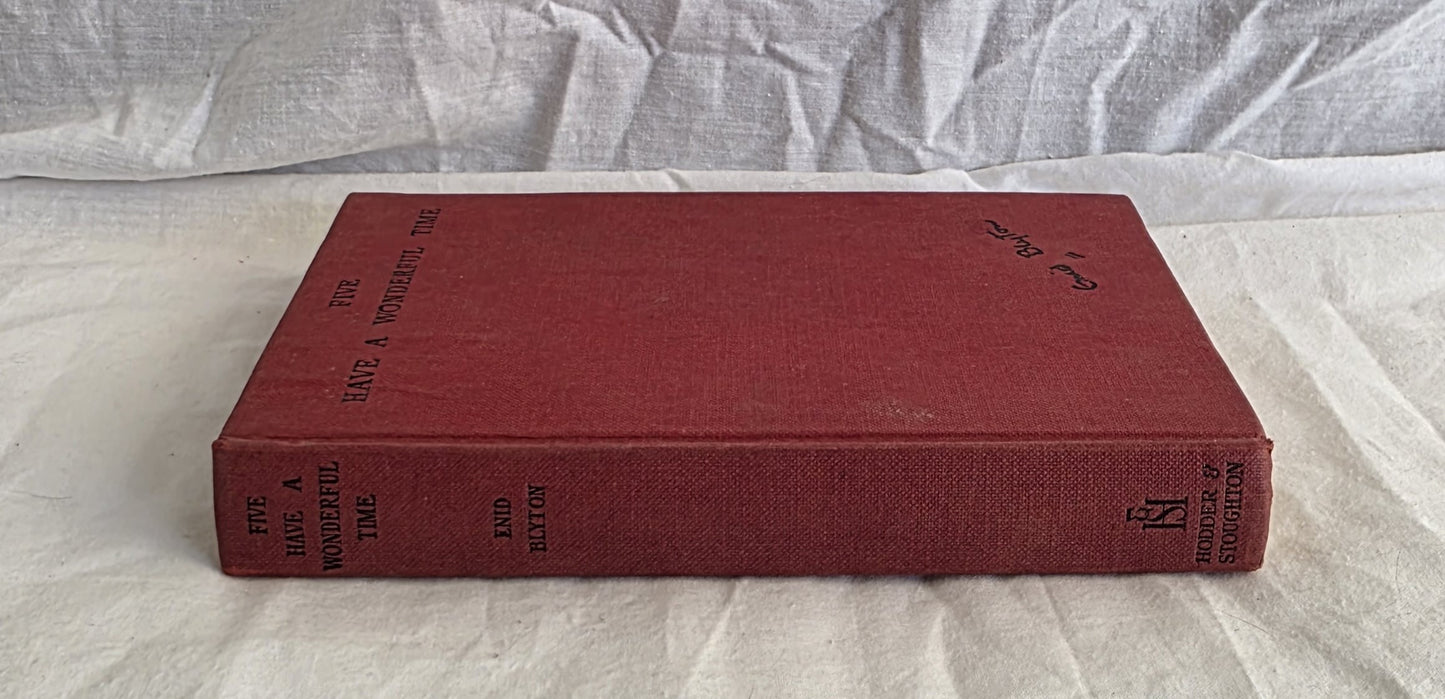 FIVE
HAVE A WONDERFUL TIME
Enid Blyton
FIVE
HAVE A
WONDERFUL
TIME
ENID
BLYTON
HODDER &
STOUGHTON